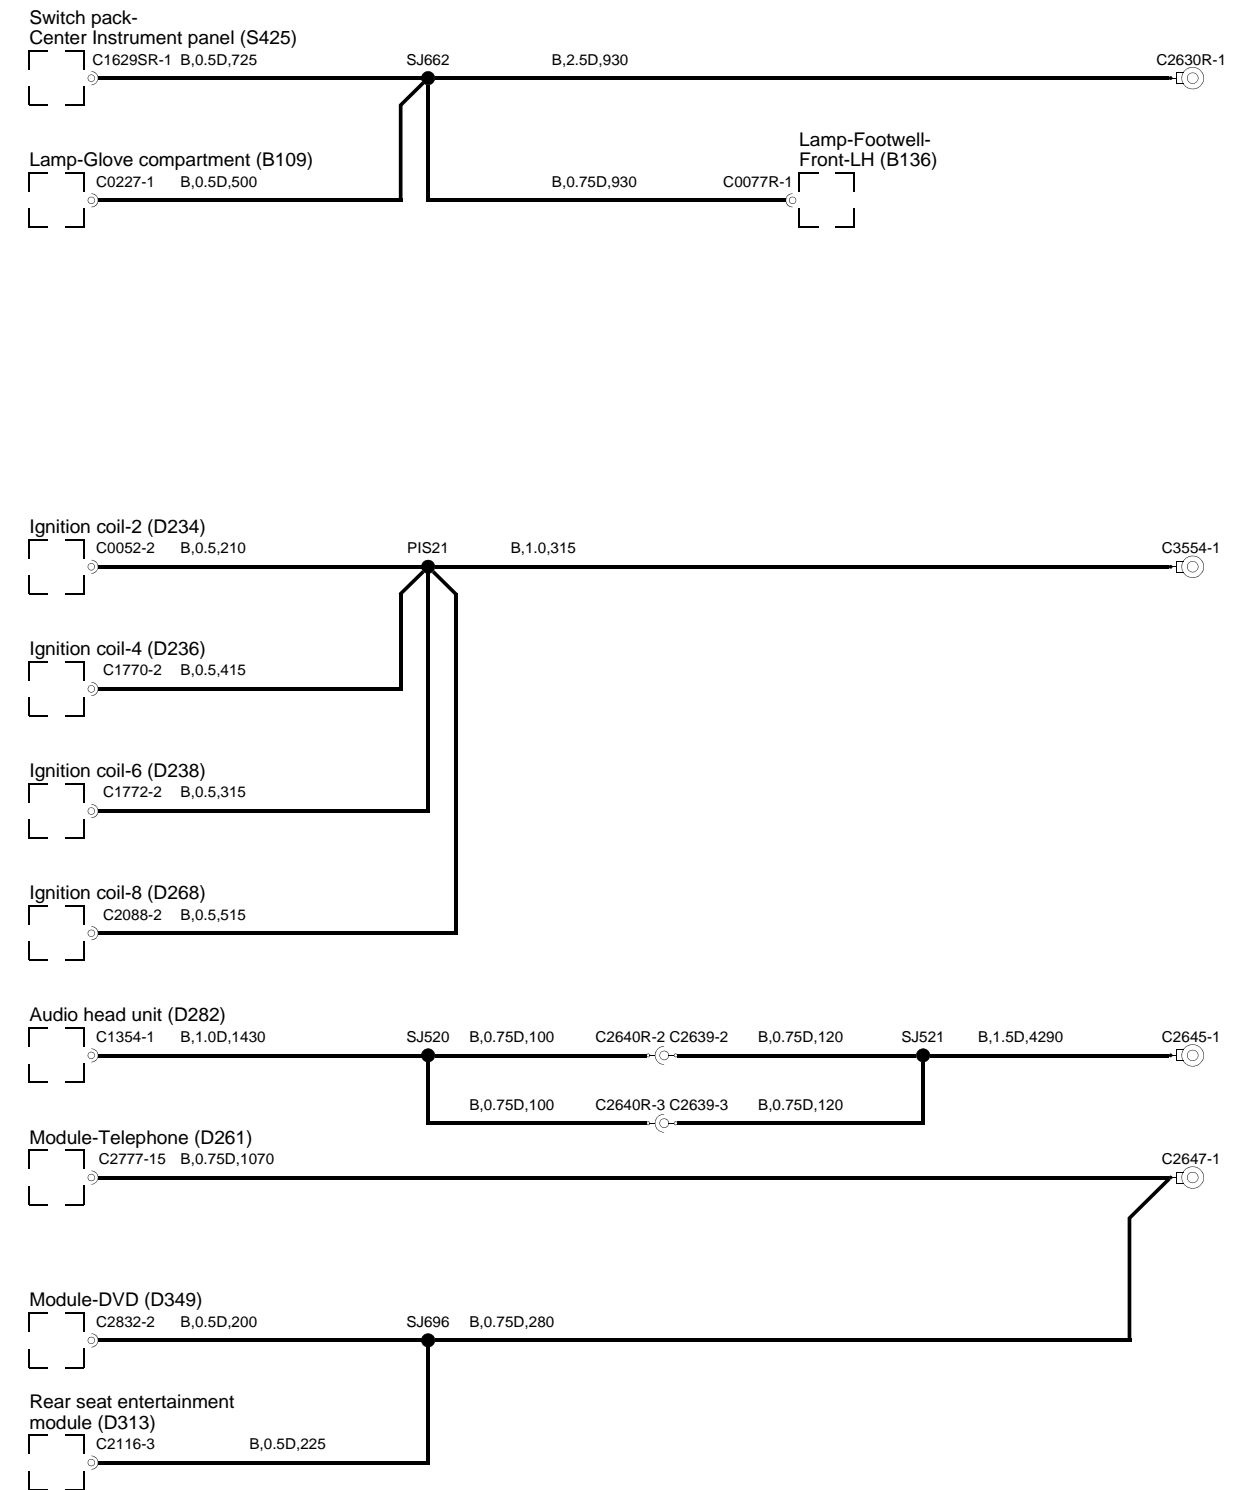 Switch pack-
Center Instrument panel (S425)
C1629SR-1 B,0.5D,725 SJ662 B,2.5D,930 C2630R-1
Lamp-Footwell-
Lamp-Glove compartment (B109) Front-LH (B136)
C0227-1 B,0.5D,500 B,0.75D,930 C0077R-1
Ignition coil-2 (D234)
C0052-2 B,0.5,210 PIS21 B,1.0,315 C3554-1
Ignition coil-4 (D236)
C1770-2 B,0.5,415
Ignition coil-6 (D238)
C1772-2 B,0.5,315
Ignition coil-8 (D268)
C2088-2 B,0.5,515
Audio head unit (D282)
C1354-1 B,1.0D,1430 SJ520 B,0.75D,100 C2640R-2 C2639-2 B,0.75D,120 SJ521 B,1.5D,4290 C2645-1
B,0.75D,100 C2640R-3 C2639-3 B,0.75D,120
Module-Telephone (D261)
C2777-15 B,0.75D,1070 C2647-1
Module-DVD (D349)
C2832-2 B,0.5D,200 SJ696 B,0.75D,280
Rear seat entertainment
module (D313)
C2116-3 B,0.5D,225